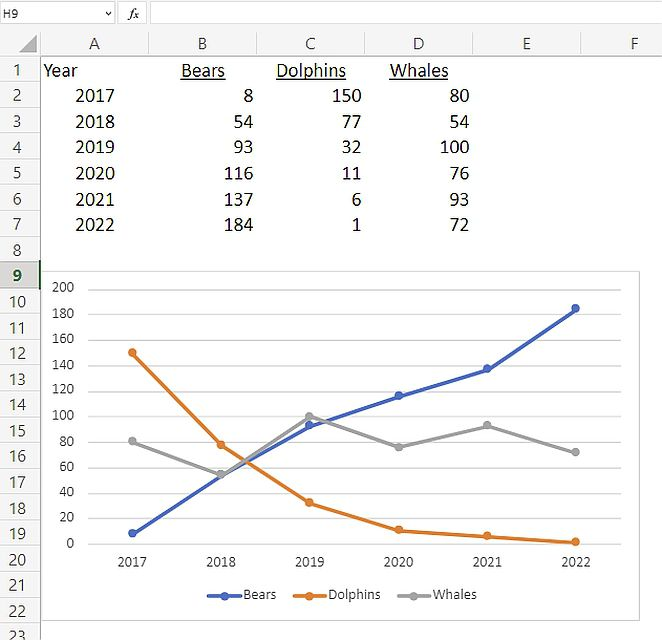 H9 fx
A B C D E F
1 Year Bears Dolphins Whales
2 2017 8 150 80
3 2018 54 77 54
4 2019 93 32 100
5 2020 116 11 76
6 2021 137 6 93
7 2022 184 1 72
8
9
10
11
12
13
14
15
16
17
18
19
20
21
22
23
200
180
160
140
120
100
80
60
40
20
0
2017 2018 2019 2020 2021 2022
Bears Dolphins Whales